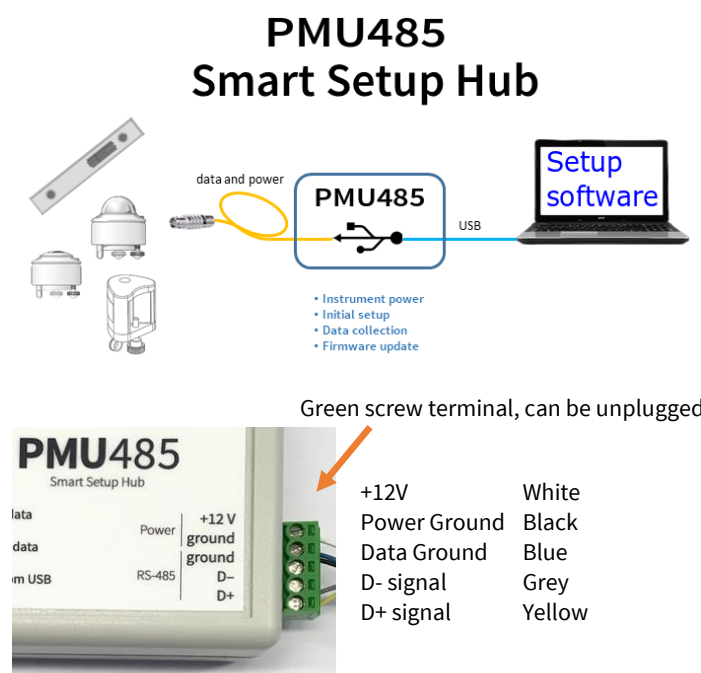 PMU485
Smart Setup Hub
data and power
PMU485
USB
Setup
software
• Instrument power
• Initial setup
• Data collection
• Firmware update
Green screw terminal, can be unplugged
PMU485
Smart Setup Hub
lata
data
om USB
Power
+12 V
ground
RS-485
ground
D–
D+
+12V White
Power Ground Black
Data Ground Blue
D- signal Grey
D+ signal Yellow